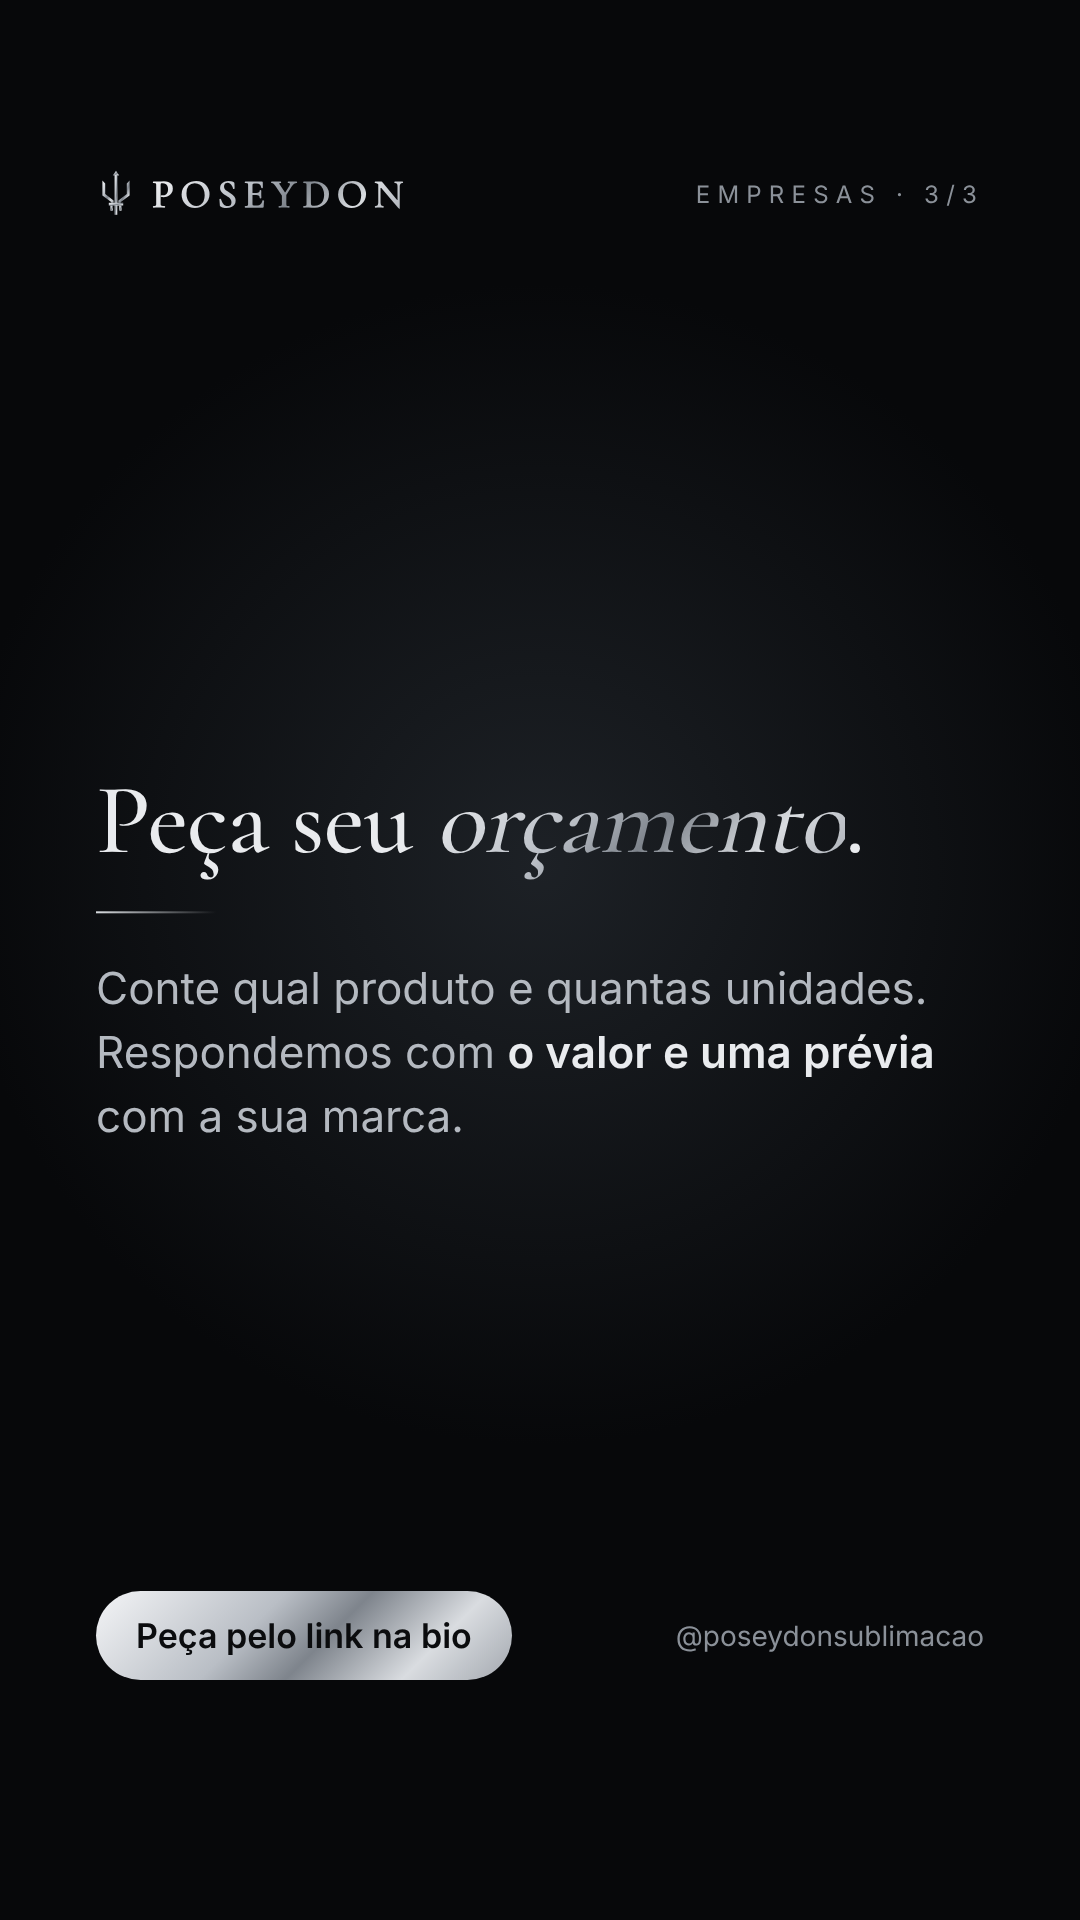 POSEYDON
EMPRESAS · 3/3
Peça seu orçamento.
Conte qual produto e quantas unidades.
Respondemos com o valor e uma prévia
com a sua marca.
Peça pelo link na bio
@poseydonsublimacao